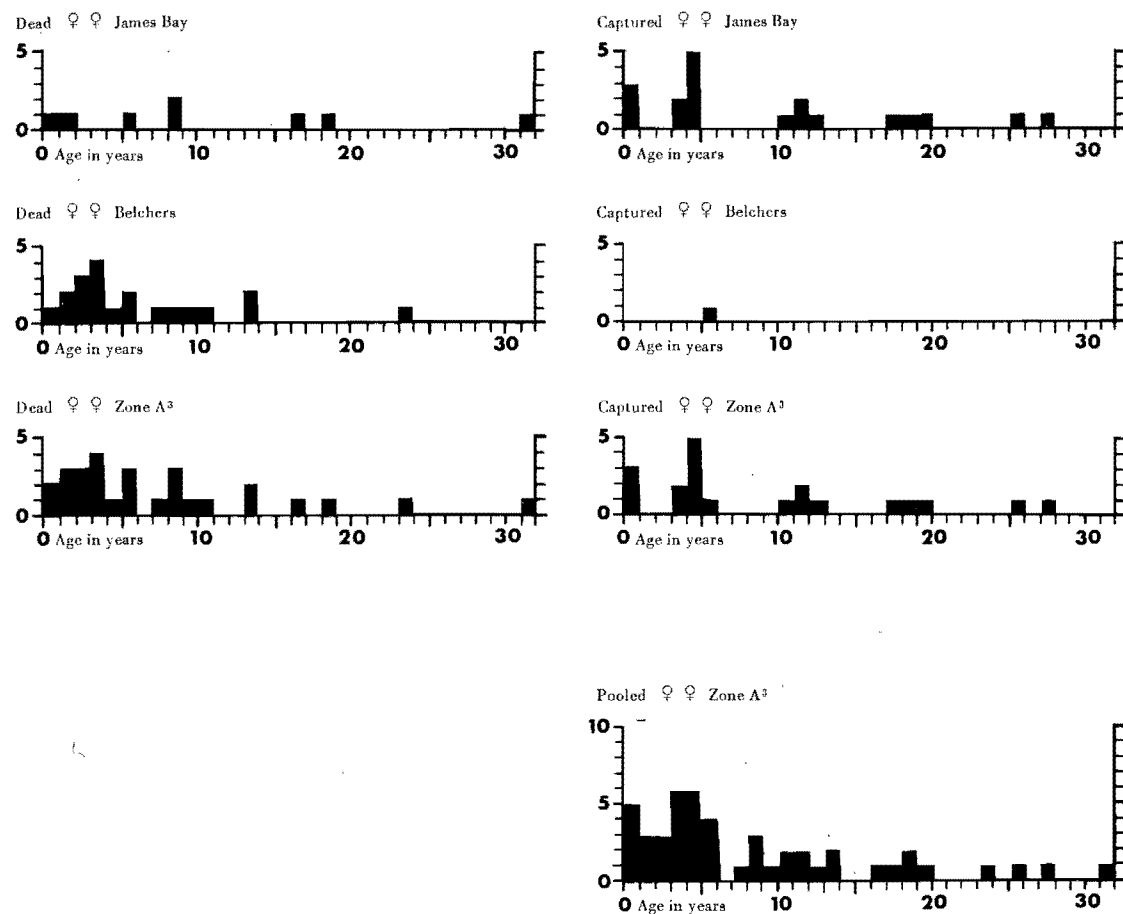 Dead ♀ ♀ James Bay
5
0
0 Age in years 10 20 30
Captured ♀ ♀ James Bay
5
0
0 Age in years 10 20 30
Dead ♀ ♀ Belchers
5
0
0 Age in years 10 20 30
Captured ♀ ♀ Belchers
5
0
0 Age in years 10 20 30
Dead ♀ ♀ Zone A³
5
0
0 Age in years 10 20 30
Captured ♀ ♀ Zone A³
5
0
0 Age in years 10 20 30
Pooled ♀ ♀ Zone A³
10
5
0
0 Age in years 10 20 30